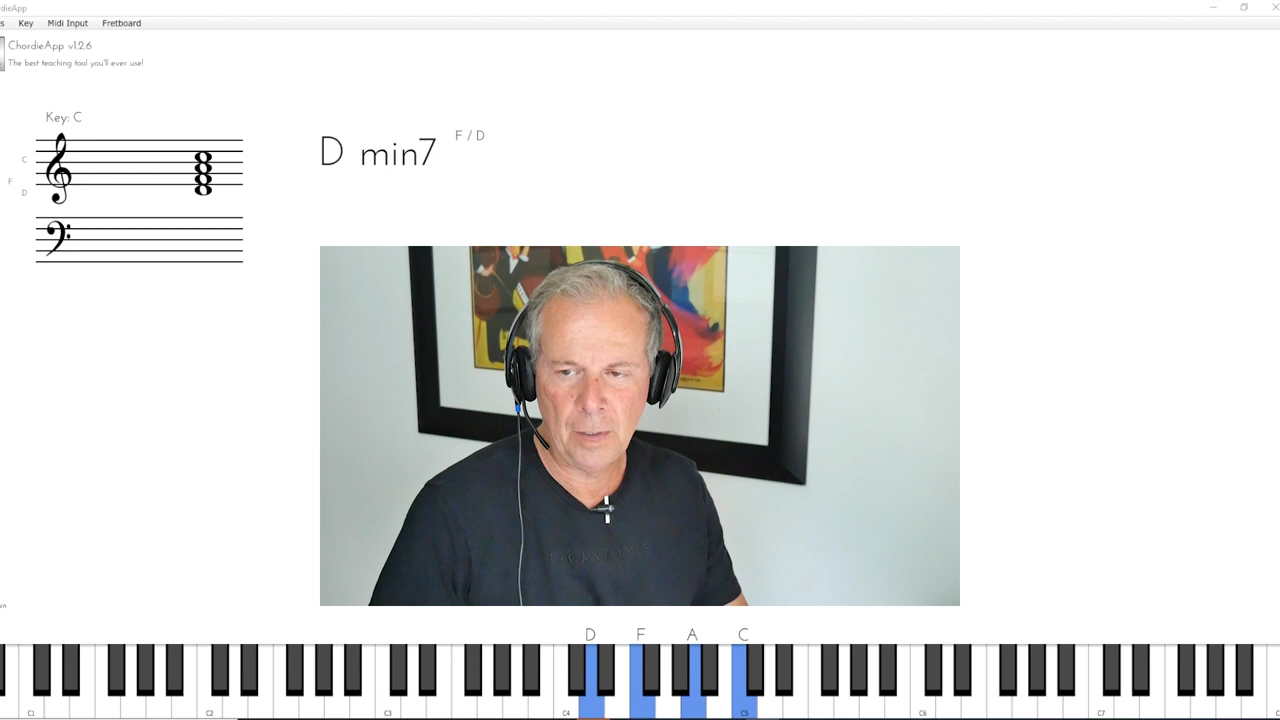 Key Midi Input Fretboard
ChordieApp v1.2.6
The best teaching tool you'll ever use!
Key: C
D min7 F / D
C
F
D
D F A C
C1 C2 C3 C4 C5 C6 C7